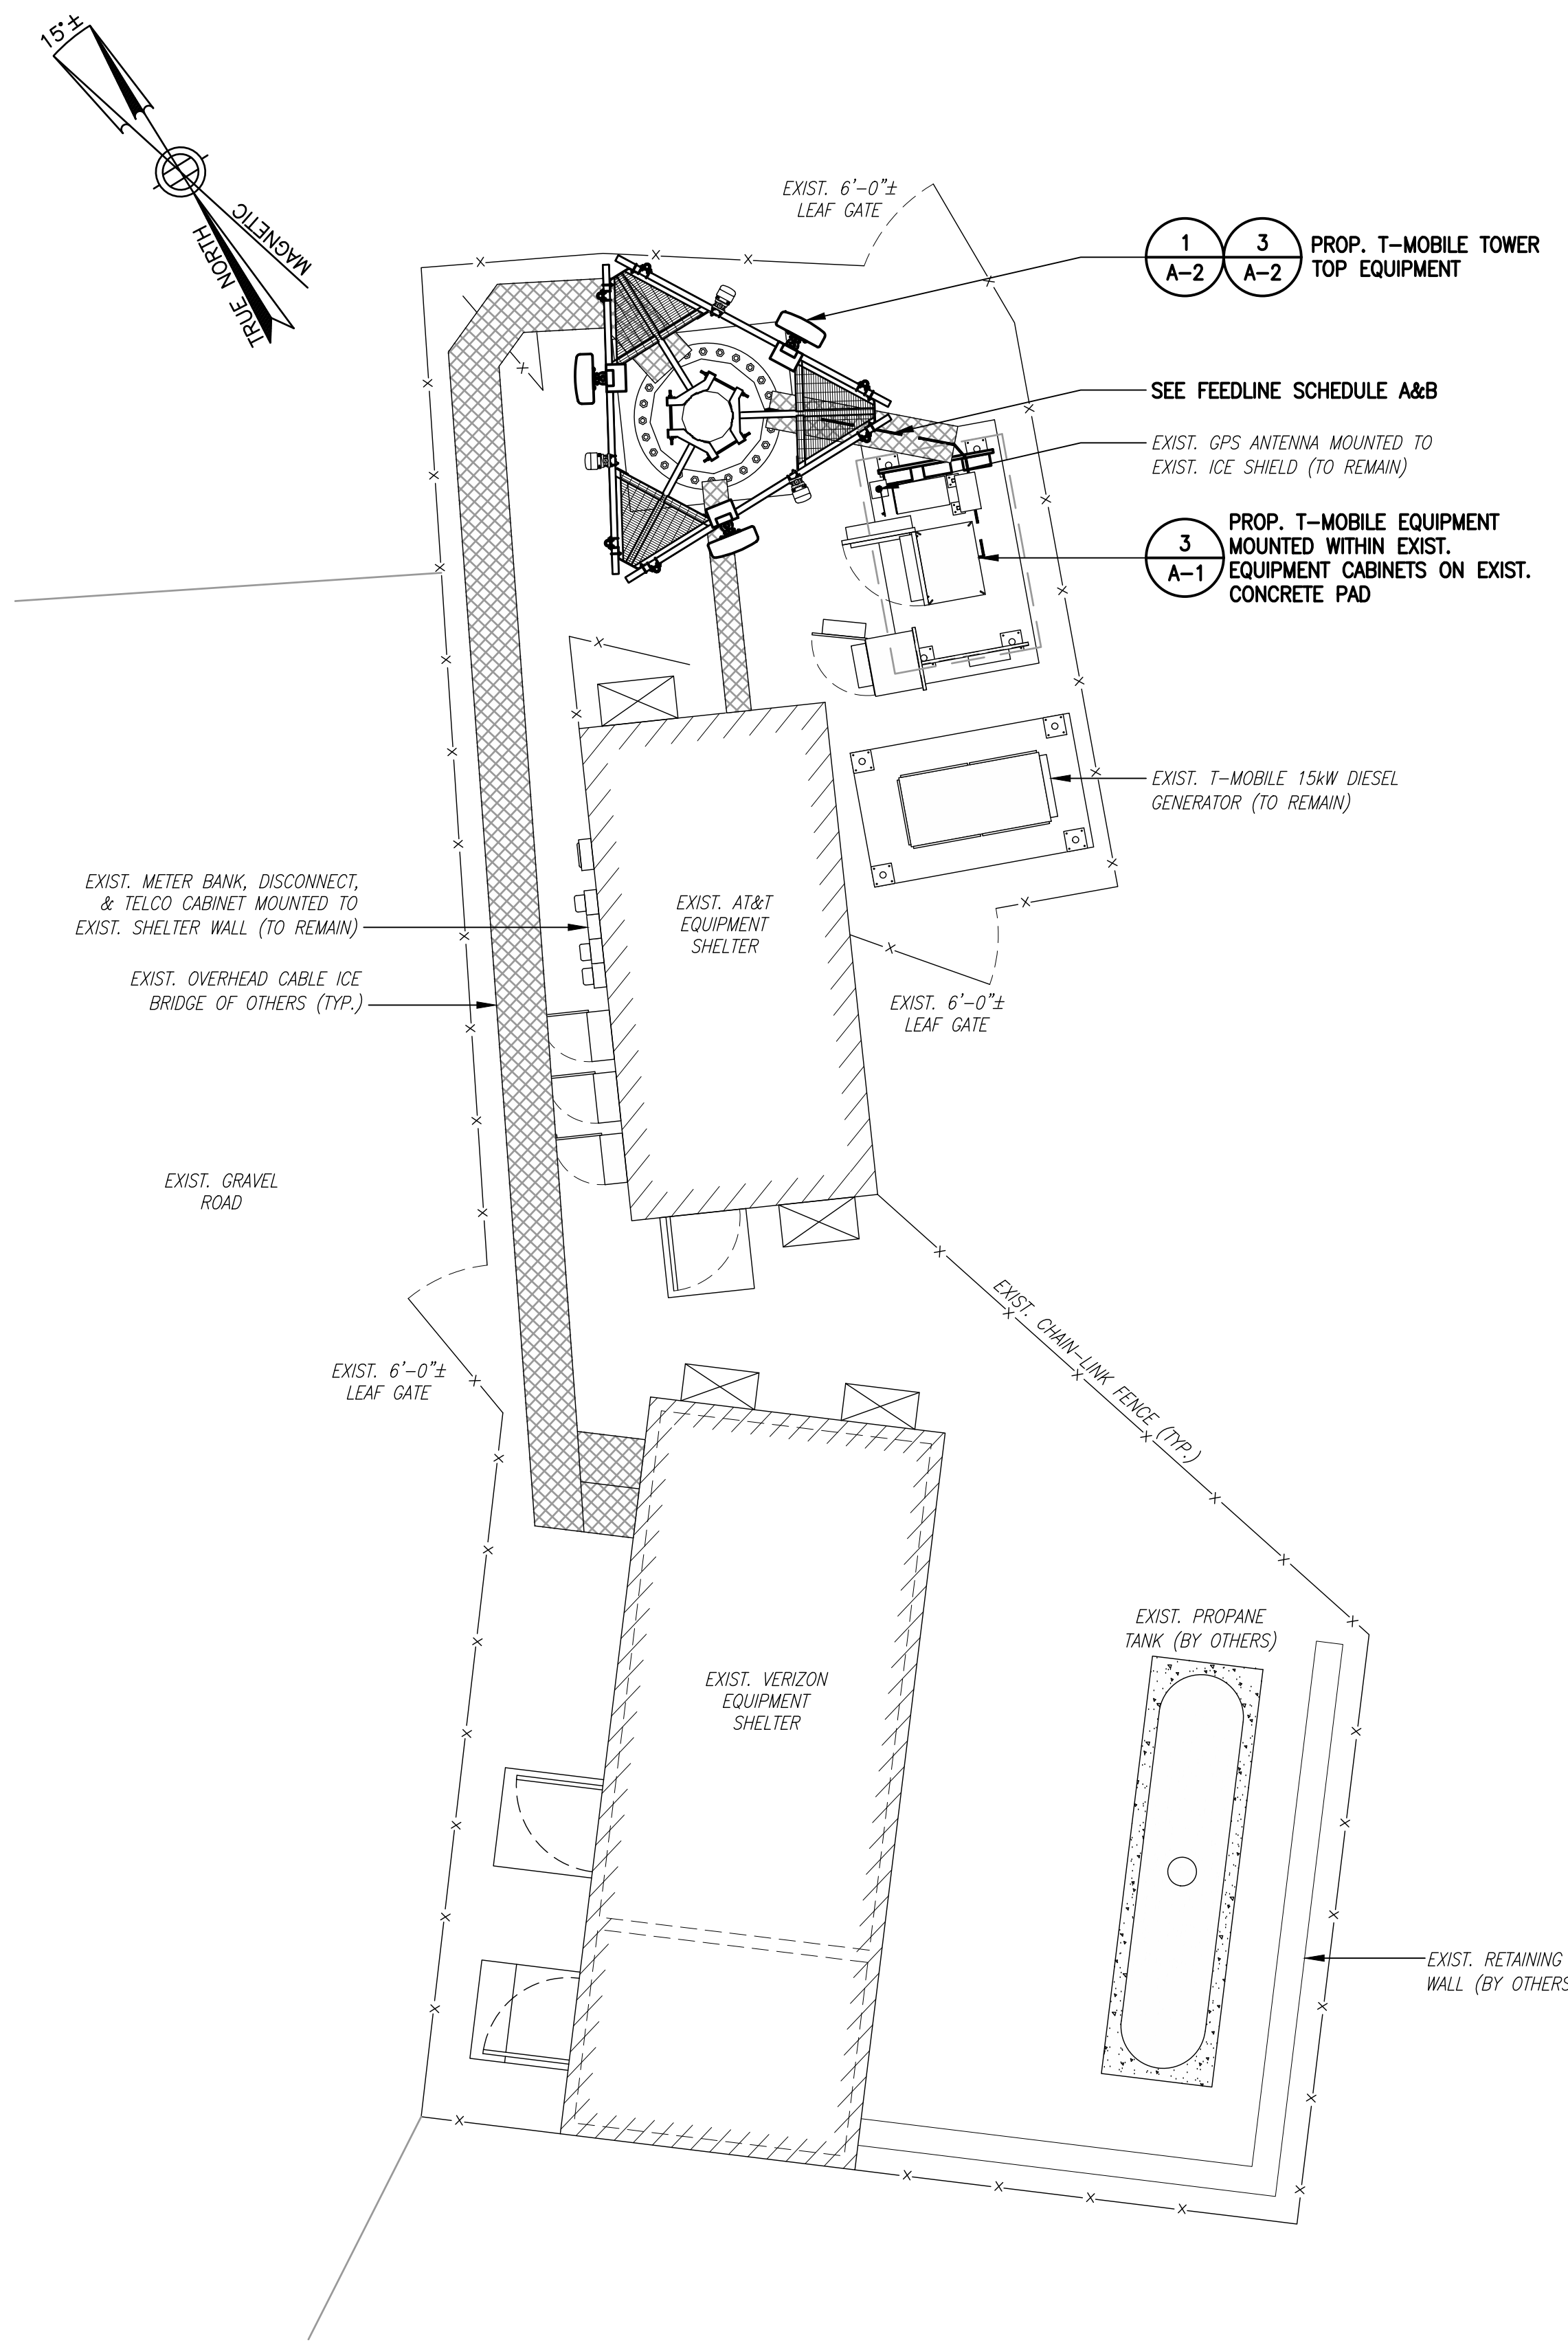 15°±
MAGNETIC
TRUE NORTH
EXIST. 6'-0"±
LEAF GATE
1
A-2
3
A-2
PROP. T-MOBILE TOWER
TOP EQUIPMENT
SEE FEEDLINE SCHEDULE A&B
EXIST. GPS ANTENNA MOUNTED TO
EXIST. ICE SHIELD (TO REMAIN)
3
A-1
PROP. T-MOBILE EQUIPMENT
MOUNTED WITHIN EXIST.
EQUIPMENT CABINETS ON EXIST.
CONCRETE PAD
EXIST. T-MOBILE 15kW DIESEL
GENERATOR (TO REMAIN)
EXIST. METER BANK, DISCONNECT,
& TELCO CABINET MOUNTED TO
EXIST. SHELTER WALL (TO REMAIN)
EXIST. AT&T
EQUIPMENT
SHELTER
EXIST. OVERHEAD CABLE ICE
BRIDGE OF OTHERS (TYP.)
EXIST. 6'-0"±
LEAF GATE
EXIST. GRAVEL
ROAD
EXIST. CHAIN-LINK FENCE (TYP.)
EXIST. 6'-0"±
LEAF GATE
EXIST. PROPANE
TANK (BY OTHERS)
EXIST. VERIZON
EQUIPMENT
SHELTER
EXIST. RETAINING
WALL (BY OTHERS